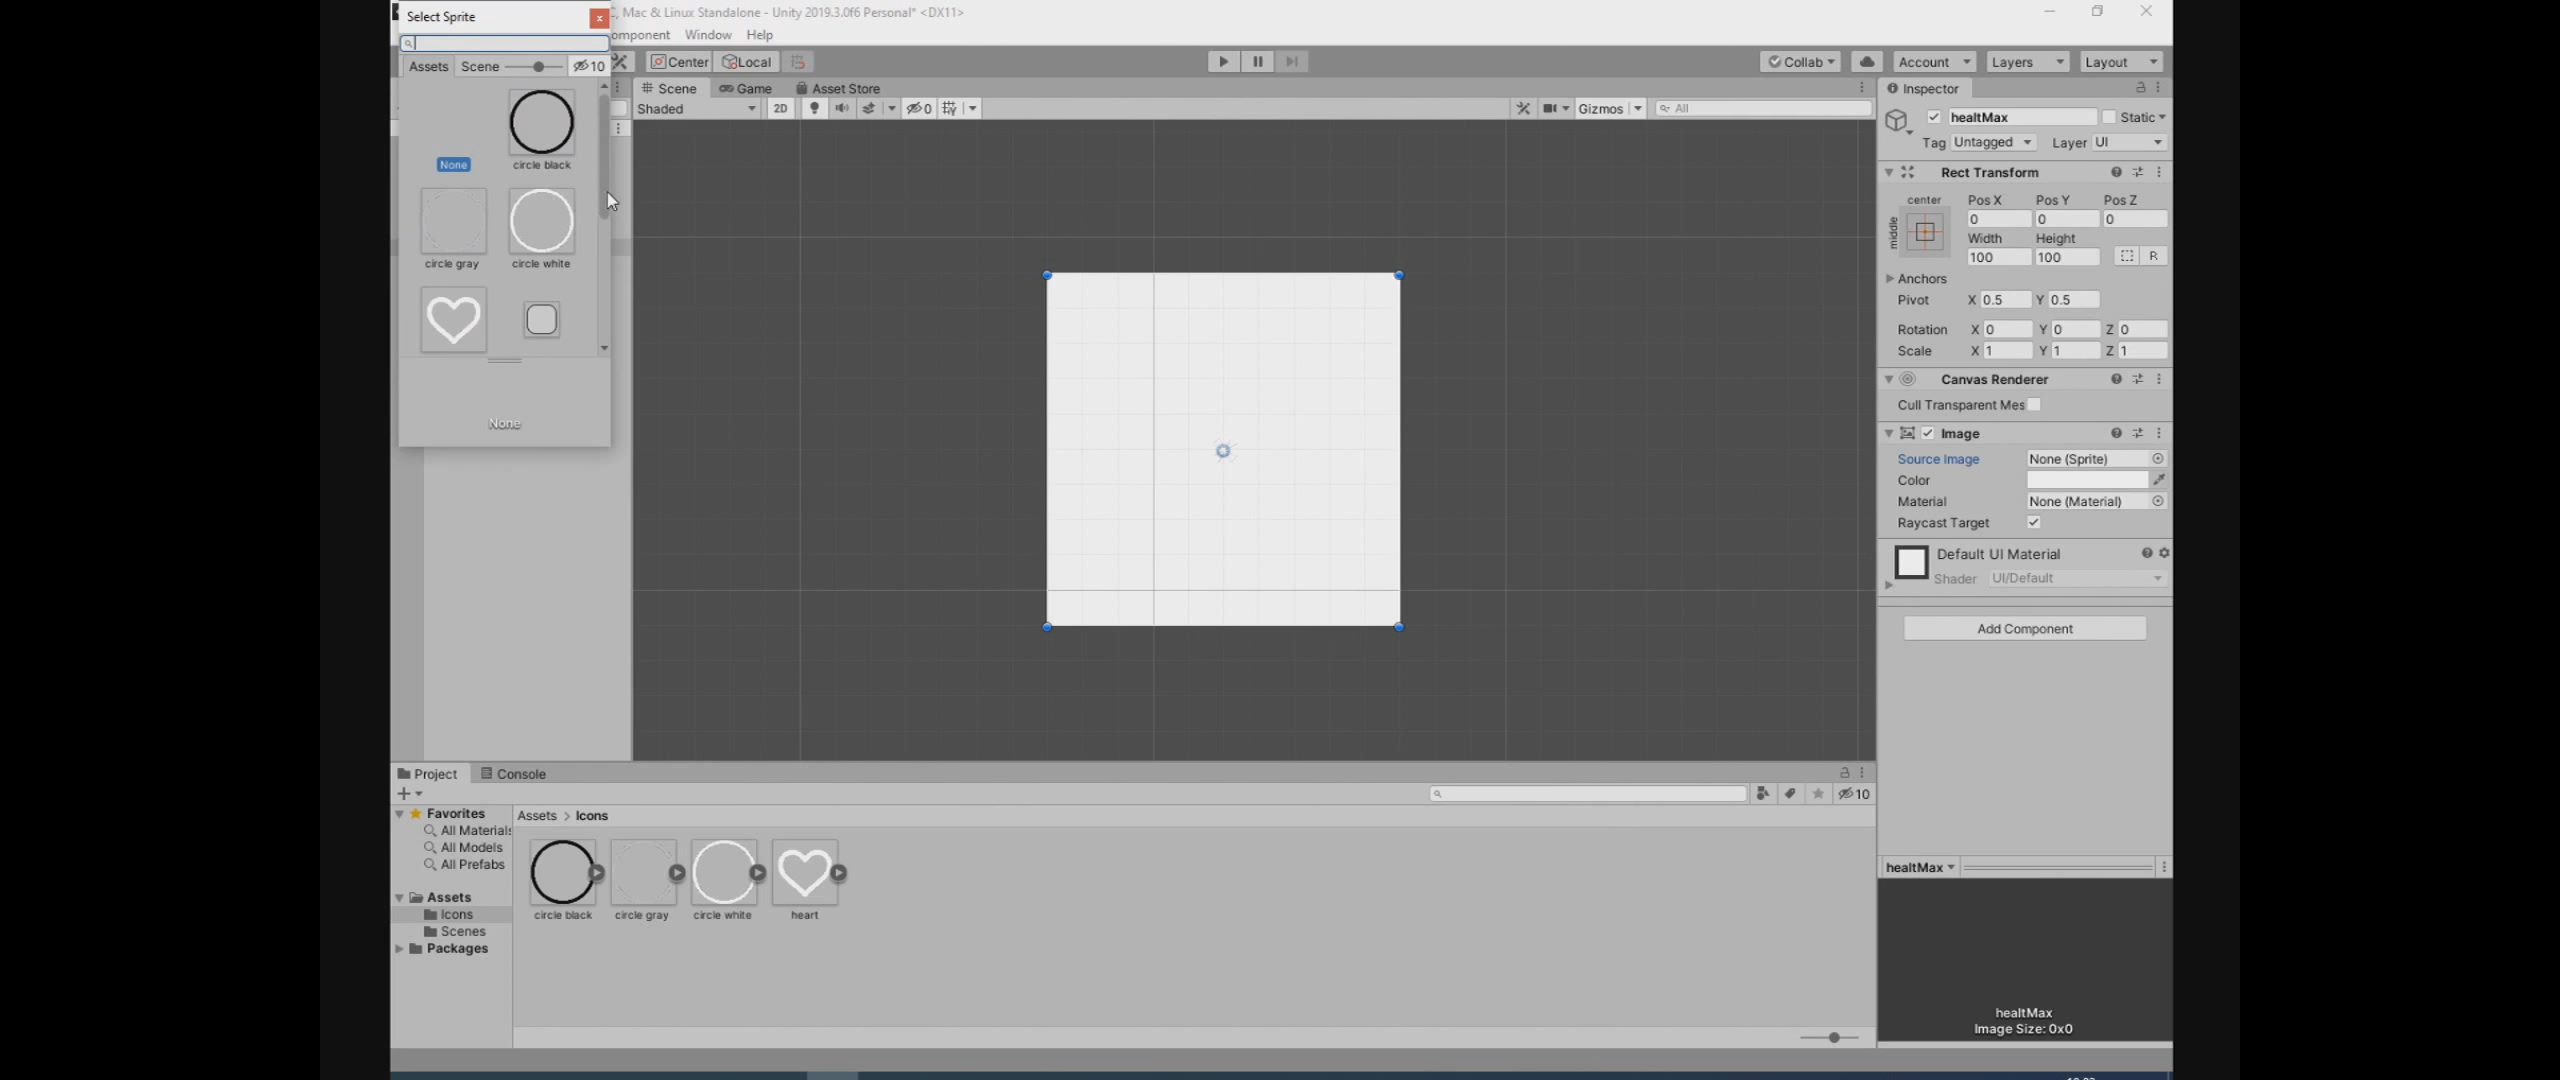 Select Sprite
, Mac & Linux Standalone - Unity 2019.3.0f6 Personal* <DX11>
omponent Window Help
Assets Scene 10
Center Local
Collab Account Layers Layout
Scene Game Asset Store
Shaded 2D 0 Gizmos All
None
circle black
circle gray
circle white
None
Inspector
healtMax Static
Tag Untagged Layer UI
Rect Transform
center
middle
Pos X Pos Y Pos Z
0 0 0
Width Height
100 100 R
Anchors
Pivot X 0.5 Y 0.5
Rotation X 0 Y 0 Z 0
Scale X 1 Y 1 Z 1
Canvas Renderer
Cull Transparent Mes
Image
Source Image None (Sprite)
Color
Material None (Material)
Raycast Target
Default UI Material
Shader UI/Default
Add Component
healtMax
healtMax
Image Size: 0x0
Project Console
10
Favorites
All Materials
All Models
All Prefabs
Assets
Icons
Scenes
Packages
Assets > Icons
circle black circle gray circle white heart